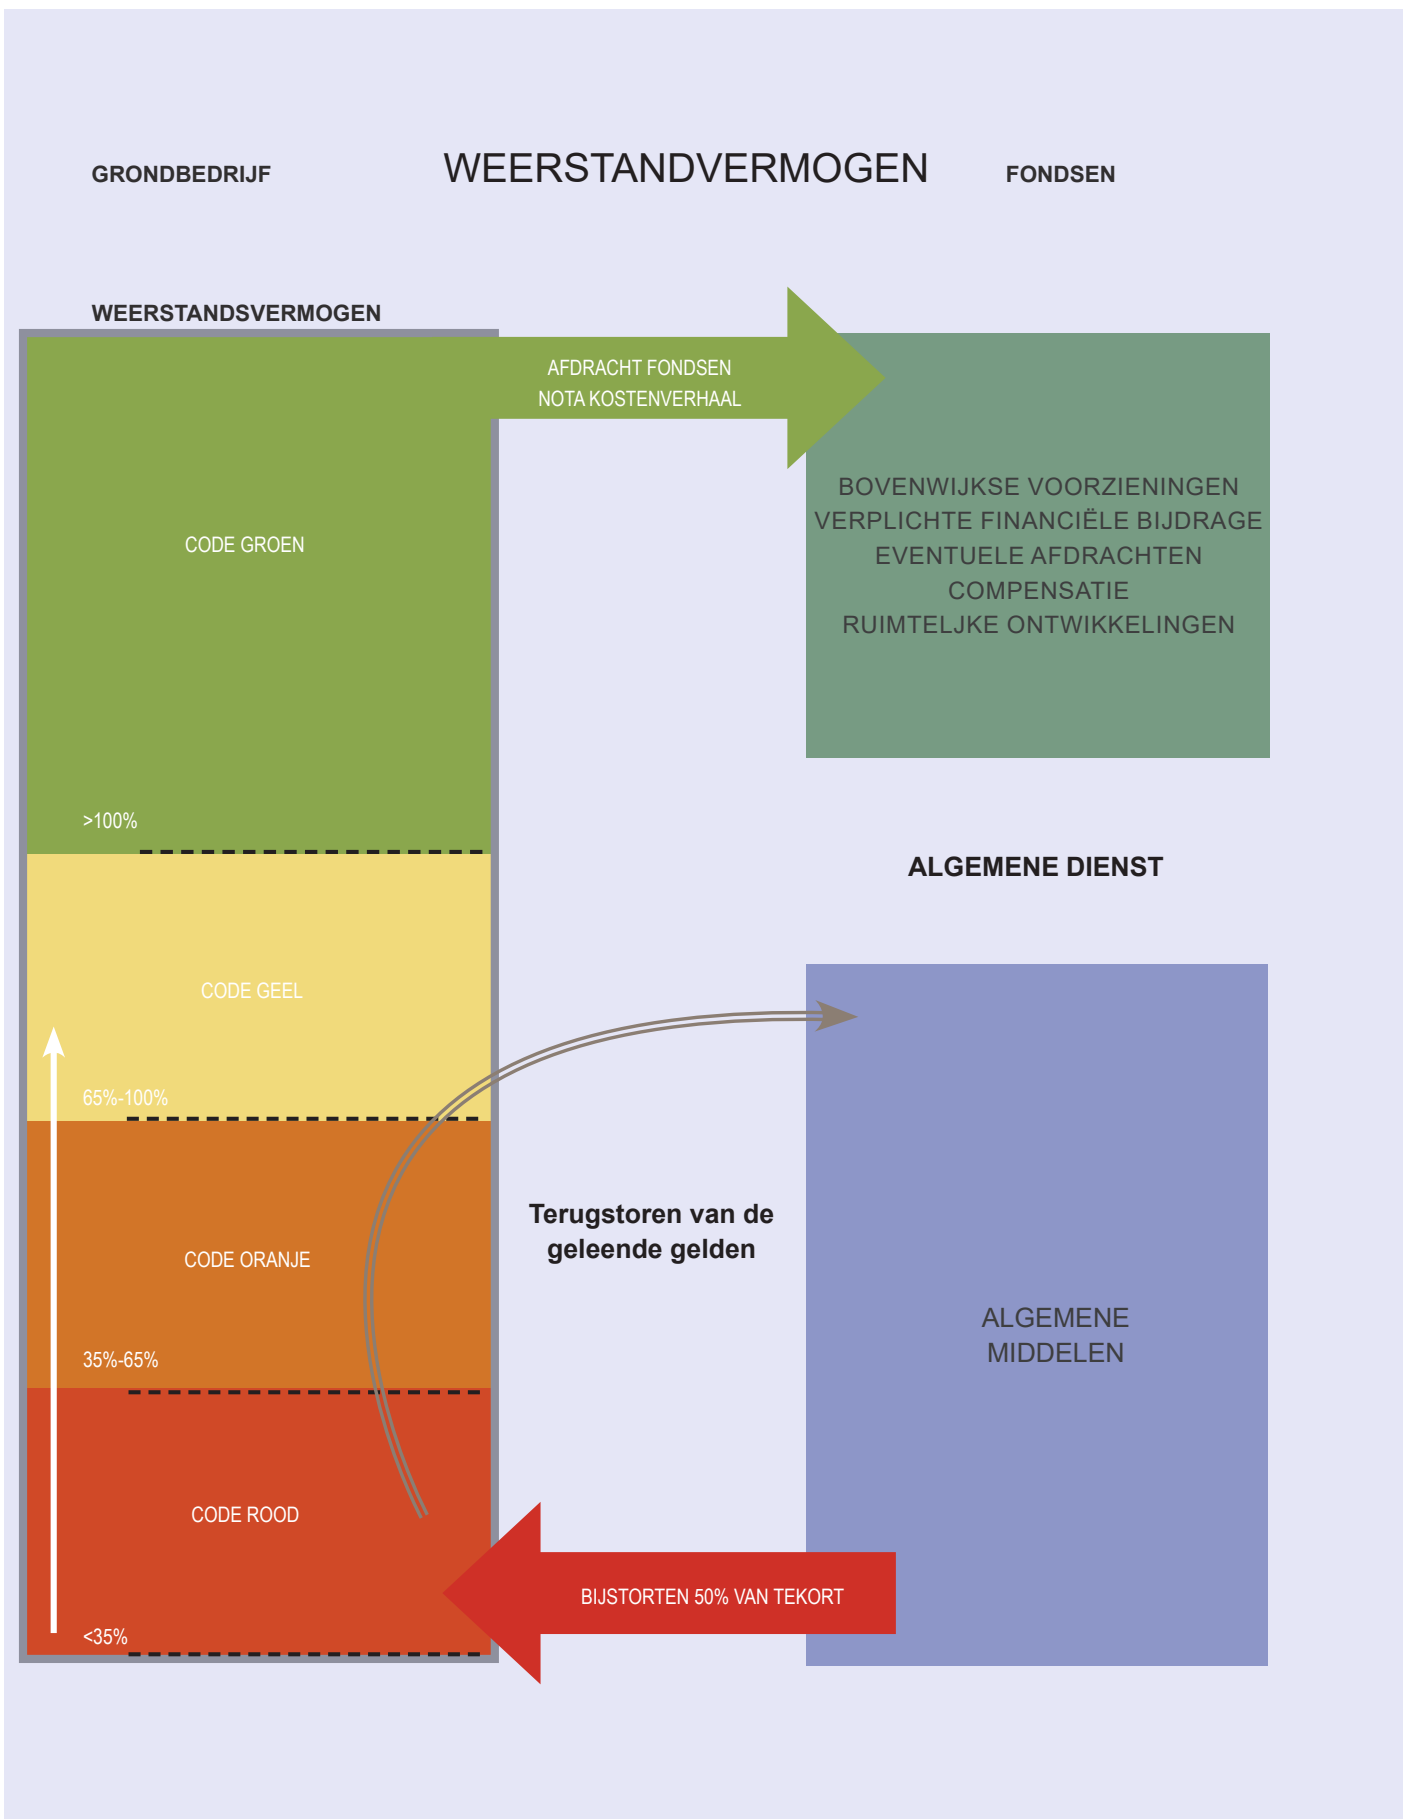 GRONDBEDRIJF
WEERSTANDVERMOGEN
FONDSEN
WEERSTANDSVERMOGEN
AFDRACHT FONDSEN
NOTA KOSTENVERHAAL
CODE GROEN
BOVENWIJKSE VOORZIENINGEN
VERPLICHTE FINANCIËLE BIJDRAGE
EVENTUELE AFDRACHTEN
COMPENSATIE
RUIMTELJKE ONTWIKKELINGEN
>100%
ALGEMENE DIENST
CODE GEEL
65%-100%
Terugstoren van de
geleende gelden
CODE ORANJE
ALGEMENE
MIDDELEN
35%-65%
CODE ROOD
BIJSTORTEN 50% VAN TEKORT
<35%